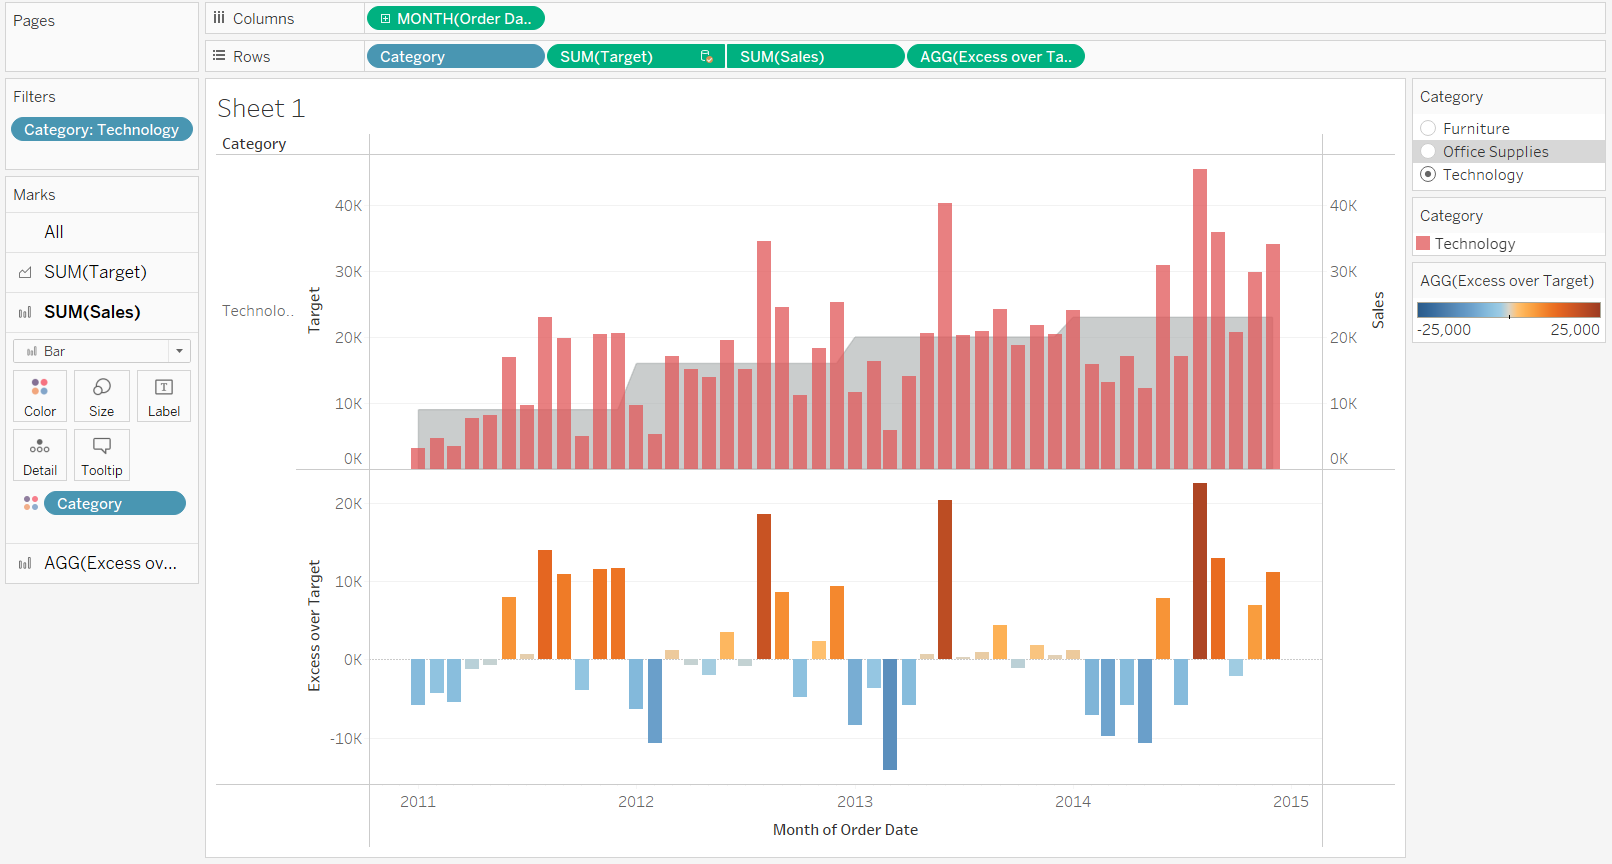 Pages
Columns
MONTH(Order Da..
Rows
Category
SUM(Target)
SUM(Sales)
AGG(Excess over Ta..
Filters
Category: Technology
Marks
All
SUM(Target)
SUM(Sales)
Bar
Color
Size
Label
Detail
Tooltip
Category
AGG(Excess ov...
Sheet 1
Category
Technolo..
Target
40K
30K
20K
10K
0K
Sales
40K
30K
20K
10K
0K
Excess over Target
20K
10K
0K
-10K
2011
2012
2013
2014
2015
Month of Order Date
Category
Furniture
Office Supplies
Technology
Category
Technology
AGG(Excess over Target)
-25,000
25,000